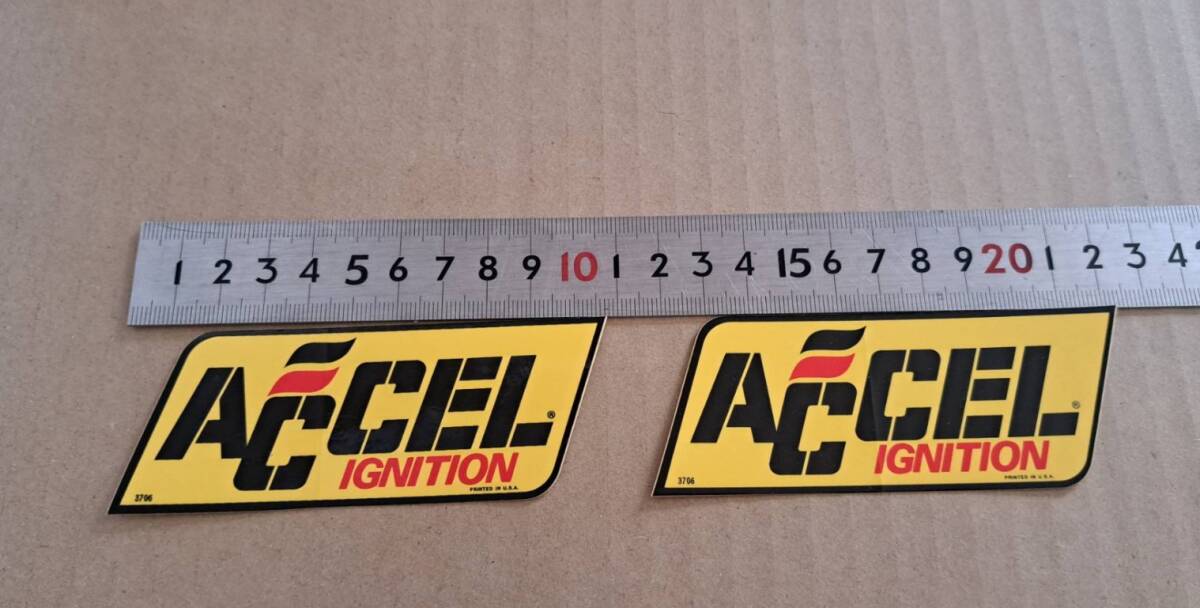 1 2 3 4 5 6 7 8 9 10 1 2 3 4 15 6 7 8 9 20 1 2 3 4
ACCEL®
IGNITION
3706
PRINTED IN U.S.A.
ACCEL®
IGNITION
3706
PRINTED IN U.S.A.